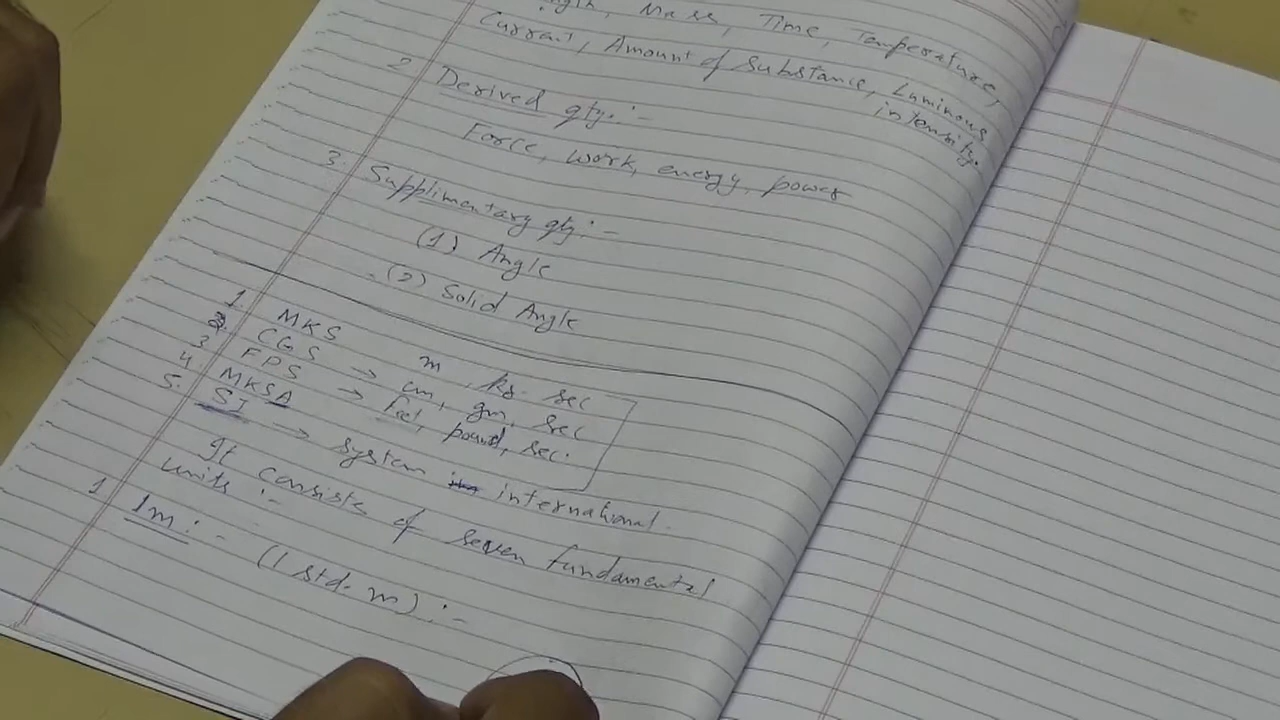 Mass, Time, Temperature,
Current, Amount of Substance, Luminous
intensity.
2 Derived qty:-
Force, work, energy, power
3. Supplimentary qty:-
(1) Angle
(2) Solid Angle
1 MKS m, kg. sec
2. CGS → cm, gm, sec
3 FPS → feet, pound, sec.
4 MKSA
5. SI → system international.
It consists of seven fundamental
units:-
1 1m:- (1 std. m):-